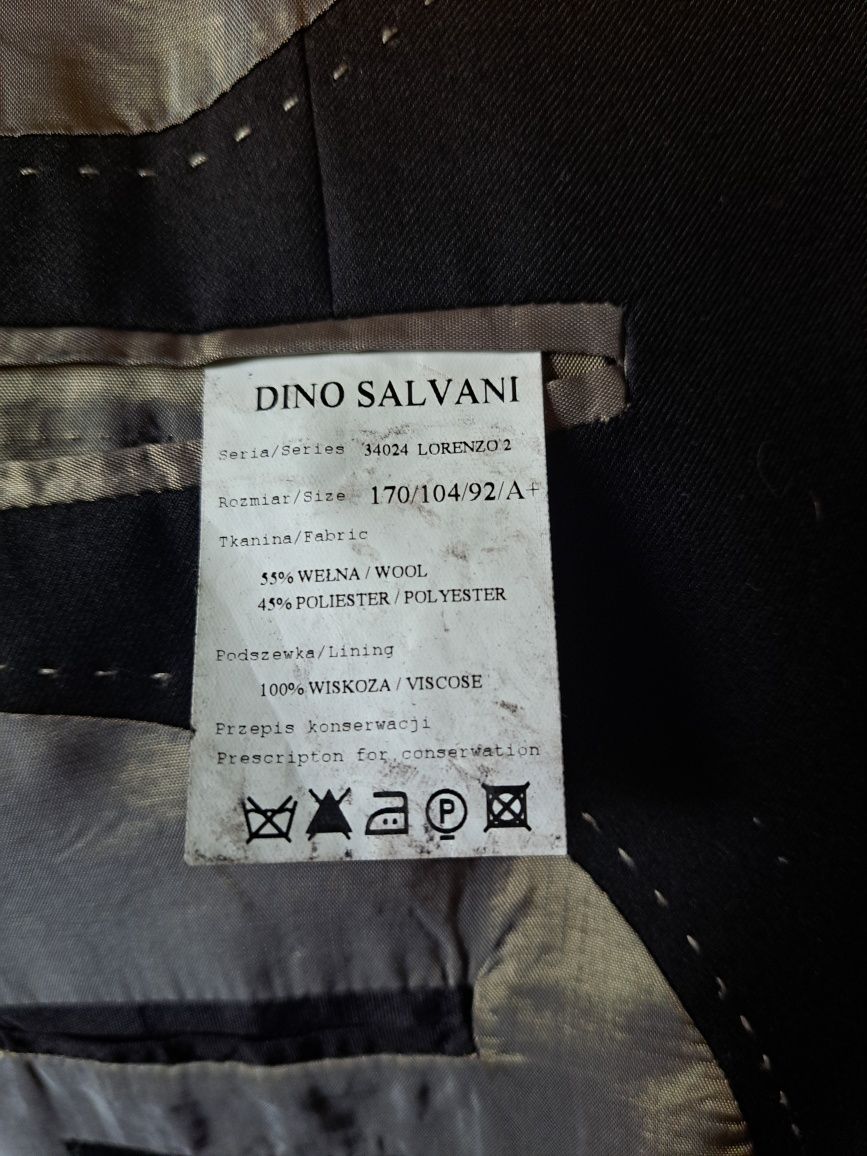 DINO SALVANI
Seria/Series 34024 LORENZO 2
Rozmiar/Size 170/104/92/A+
Tkanina/Fabric
55% WEŁNA / WOOL
45% POLIESTER / POLYESTER
Podszewka/Lining
100% WISKOZA / VISCOSE
Przepis konserwacji
Prescripton for conserwation
P